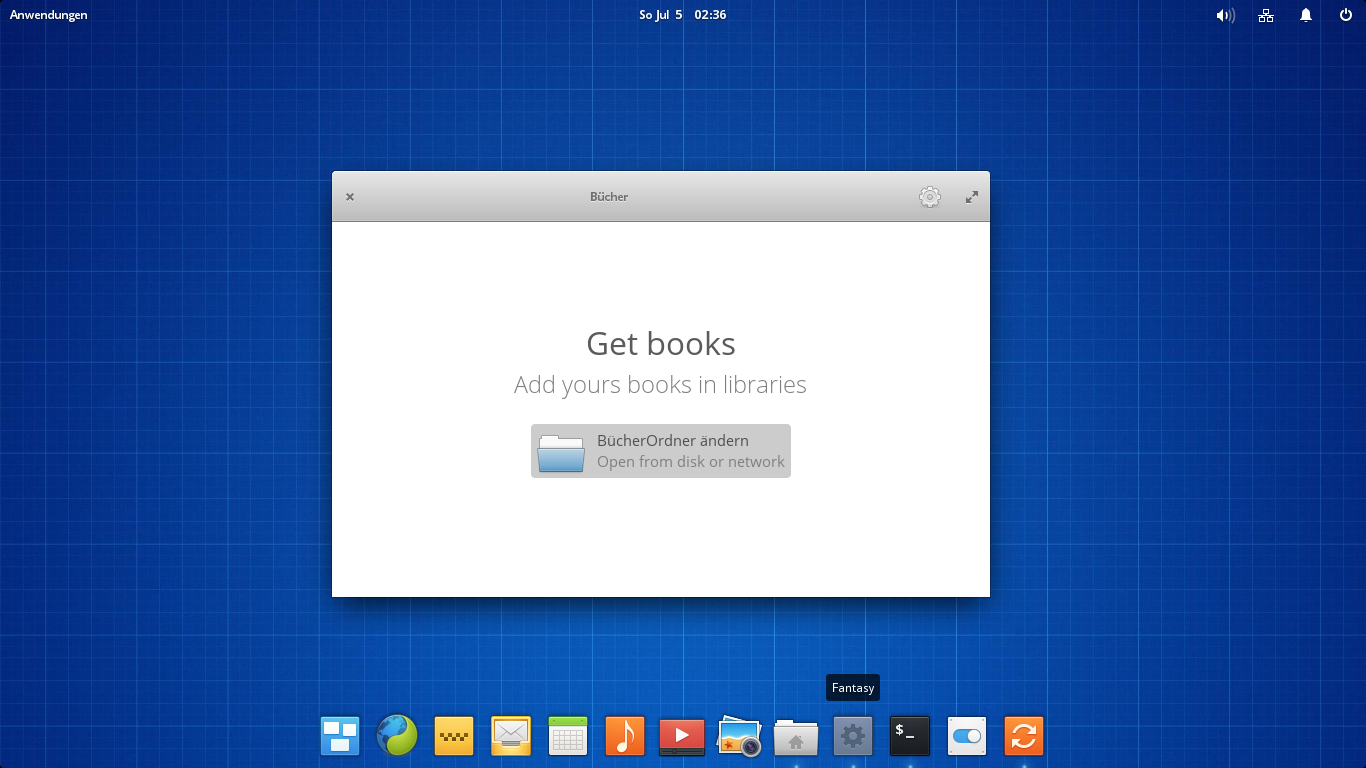 Anwendungen
So Jul 5 02:36
Bücher
Get books
Add yours books in libraries
BücherOrdner ändern
Open from disk or network
Fantasy
$_